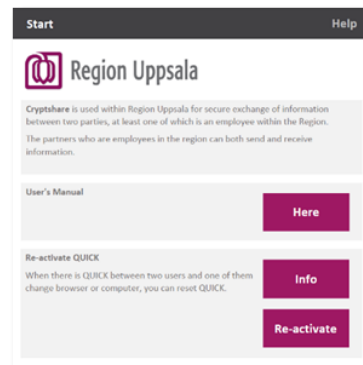 Start Help
Region Uppsala
Cryptshare is used within Region Uppsala for secure exchange of information
between two parties, at least one of which is an employee within the Region.
The partners who are employees in the region can both send and receive
information.
User's Manual
Here
Re-activate QUICK
When there is QUICK between two users and one of them
change browser or computer, you can reset QUICK.
Info
Re-activate